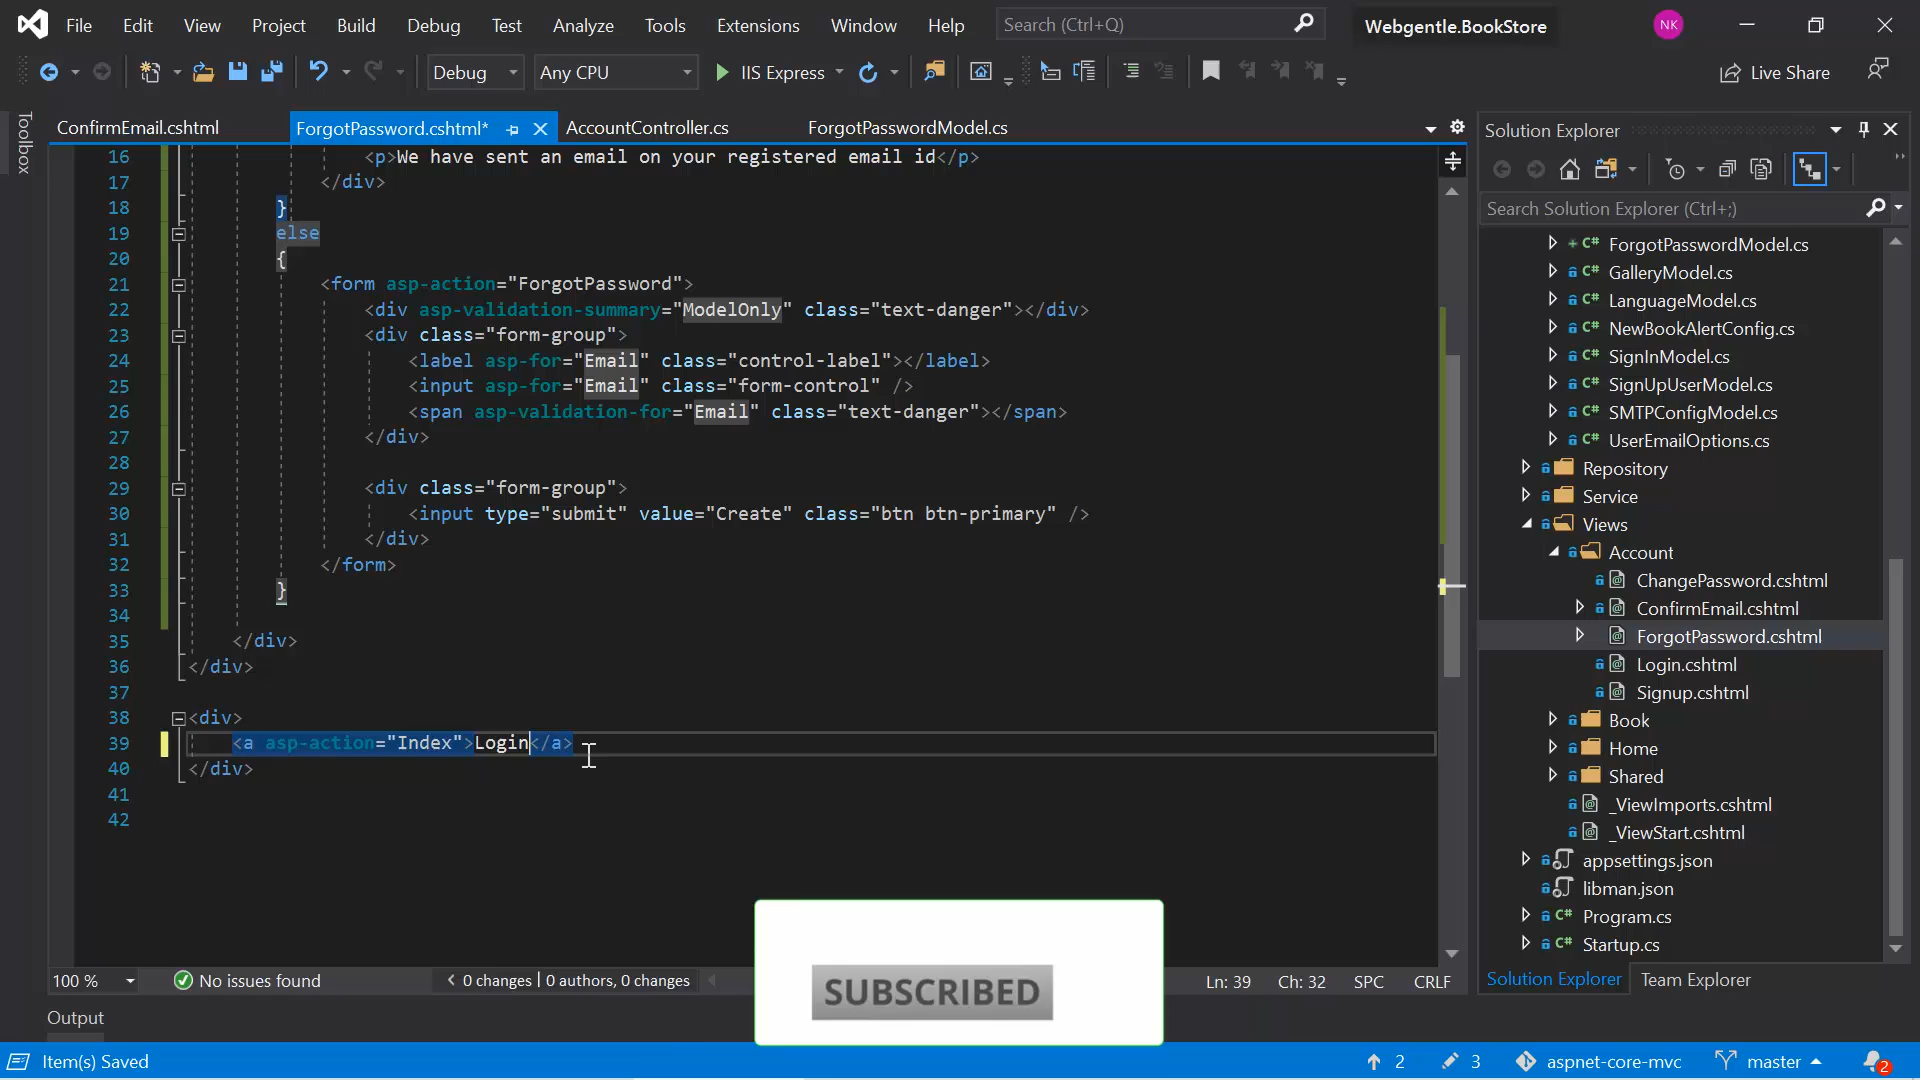 File Edit View Project Build Debug Test Analyze Tools Extensions Window Help Search (Ctrl+Q) Webgentle.BookStore NK
Debug Any CPU IIS Express Live Share
Toolbox
ConfirmEmail.cshtml ForgotPassword.cshtml* AccountController.cs ForgotPasswordModel.cs
16 <p>We have sent an email on your registered email id</p>
17 </div>
18 }
19 else
20 {
21 <form asp-action="ForgotPassword">
22 <div asp-validation-summary="ModelOnly" class="text-danger"></div>
23 <div class="form-group">
24 <label asp-for="Email" class="control-label"></label>
25 <input asp-for="Email" class="form-control" />
26 <span asp-validation-for="Email" class="text-danger"></span>
27 </div>
28
29 <div class="form-group">
30 <input type="submit" value="Create" class="btn btn-primary" />
31 </div>
32 </form>
33 }
34
35 </div>
36 </div>
37
38 <div>
39 <a asp-action="Index">Login</a>
40 </div>
41
42
100 % No issues found 0 changes | 0 authors, 0 changes Ln: 39 Ch: 32 SPC CRLF
SUBSCRIBED
Output
Solution Explorer
Search Solution Explorer (Ctrl+;)
ForgotPasswordModel.cs
GalleryModel.cs
LanguageModel.cs
NewBookAlertConfig.cs
SignInModel.cs
SignUpUserModel.cs
SMTPConfigModel.cs
UserEmailOptions.cs
Repository
Service
Views
Account
ChangePassword.cshtml
ConfirmEmail.cshtml
ForgotPassword.cshtml
Login.cshtml
Signup.cshtml
Book
Home
Shared
_ViewImports.cshtml
_ViewStart.cshtml
appsettings.json
libman.json
Program.cs
Startup.cs
Solution Explorer Team Explorer
Item(s) Saved 2 3 aspnet-core-mvc master 2